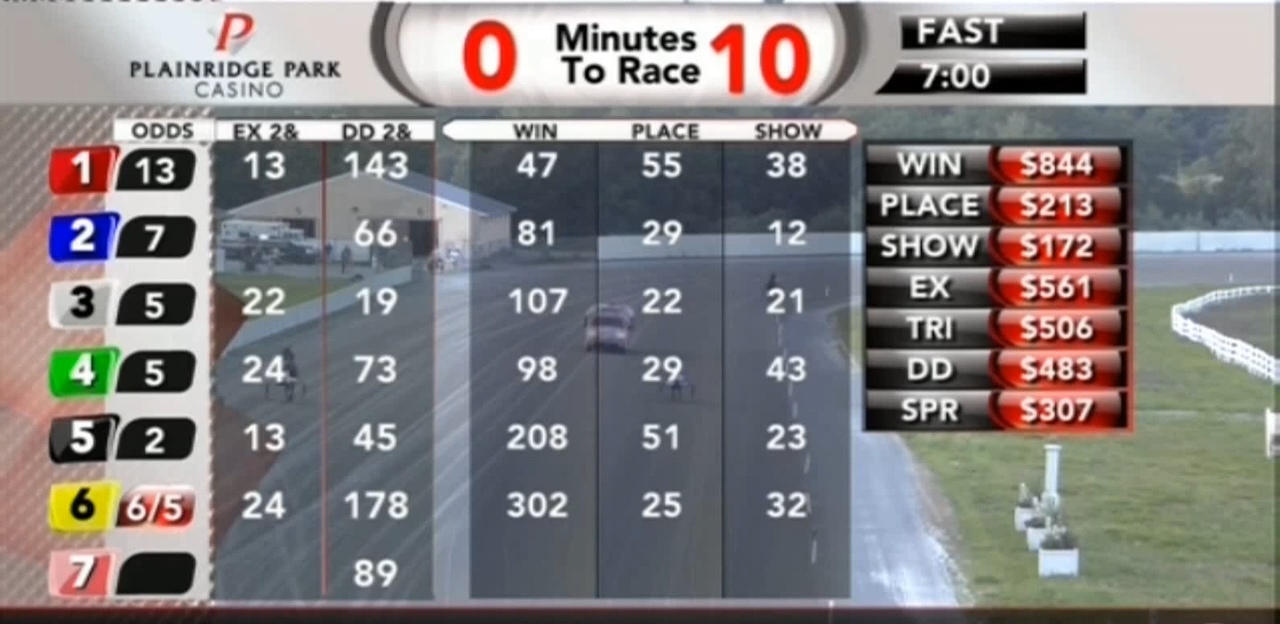 P
PLAINRIDGE PARK
CASINO
0 Minutes To Race 10
FAST
7:00
ODDS EX 2& DD 2& WIN PLACE SHOW
1 13 13 143 47 55 38
2 7 66 81 29 12
3 5 22 19 107 22 21
4 5 24 73 98 29 43
5 2 13 45 208 51 23
6 6/5 24 178 302 25 32
7 89
WIN $844
PLACE $213
SHOW $172
EX $561
TRI $506
DD $483
SPR $307